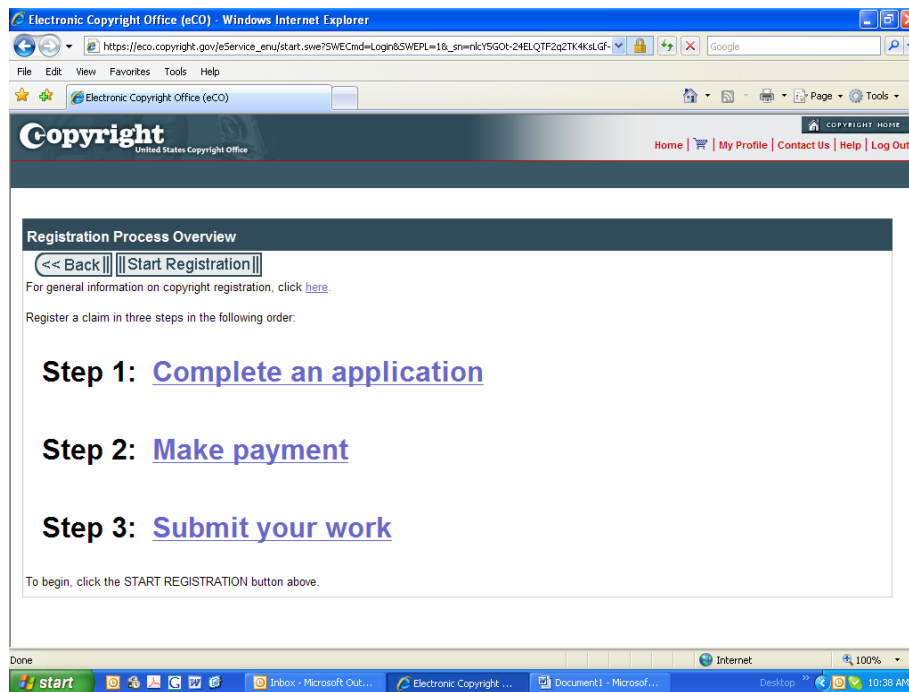 Electronic Copyright Office (eCO) - Windows Internet Explorer
https://eco.copyright.gov/eService_enu/start.swe?SWECmd=Login&SWEPL=1&_sn=nlcYSGOt-24ELQTF2q2TK4KsLGF-
Google
File Edit View Favorites Tools Help
Electronic Copyright Office (eCO)
Page Tools
Copyright
United States Copyright Office
COPYRIGHT HOME
Home | | My Profile | Contact Us | Help | Log Out
Registration Process Overview
<< Back|| ||Start Registration||
For general information on copyright registration, click here.
Register a claim in three steps in the following order:
Step 1: Complete an application
Step 2: Make payment
Step 3: Submit your work
To begin, click the START REGISTRATION button above.
Done
Internet
100%
start
Inbox - Microsoft Out...
Electronic Copyright ...
Document1 - Microsof...
Desktop »
10:38 AM